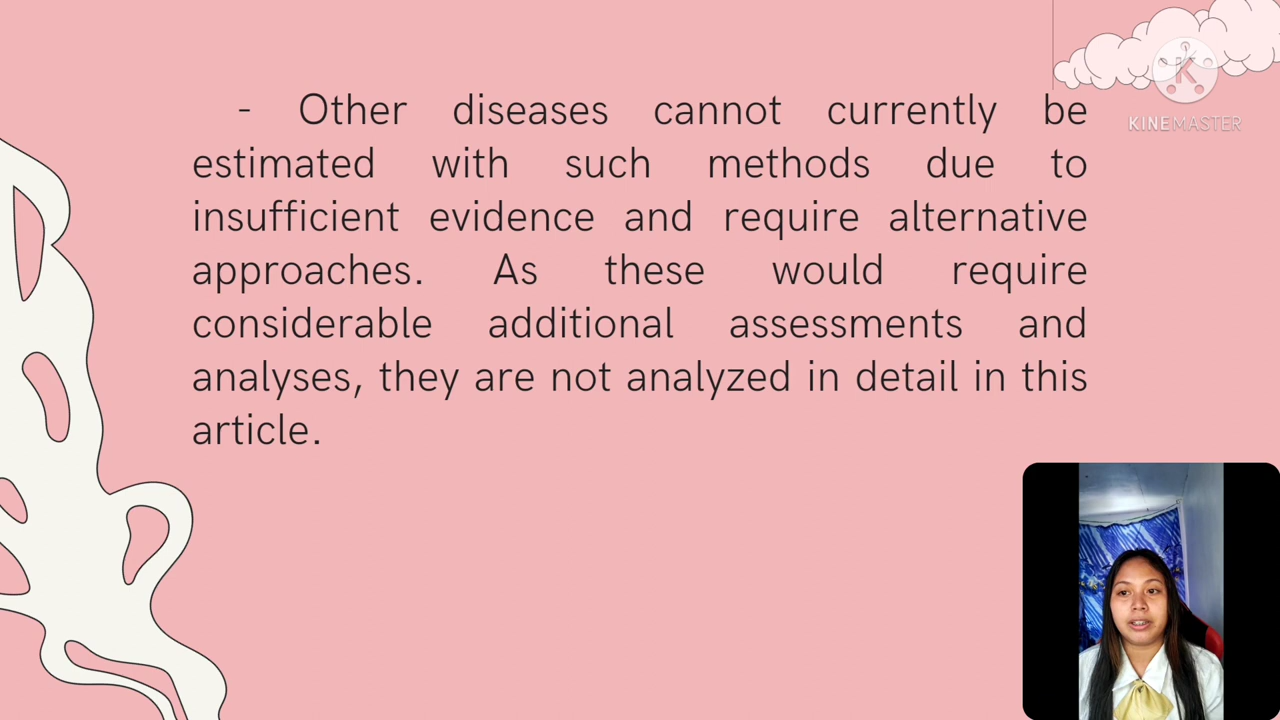 - Other diseases cannot currently be
estimated with such methods due to
insufficient evidence and require alternative
approaches. As these would require
considerable additional assessments and
analyses, they are not analyzed in detail in this
article.
K
KINEMASTER